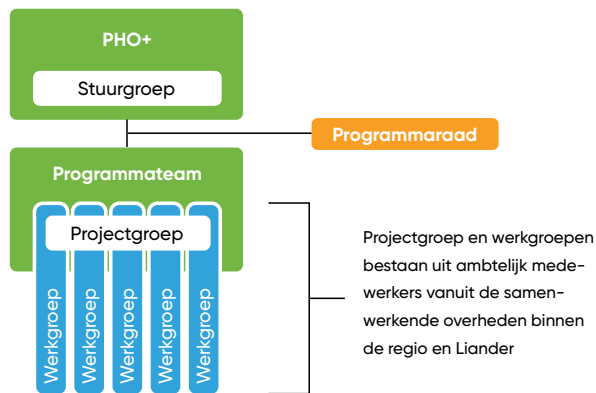 PHO+
Stuurgroep
Programmaraad
Programmateam
Projectgroep
Werkgroep
Werkgroep
Werkgroep
Werkgroep
Werkgroep
Projectgroep en werkgroepen
bestaan uit ambtelijk mede-
werkers vanuit de samen-
werkende overheden binnen
de regio en Liander